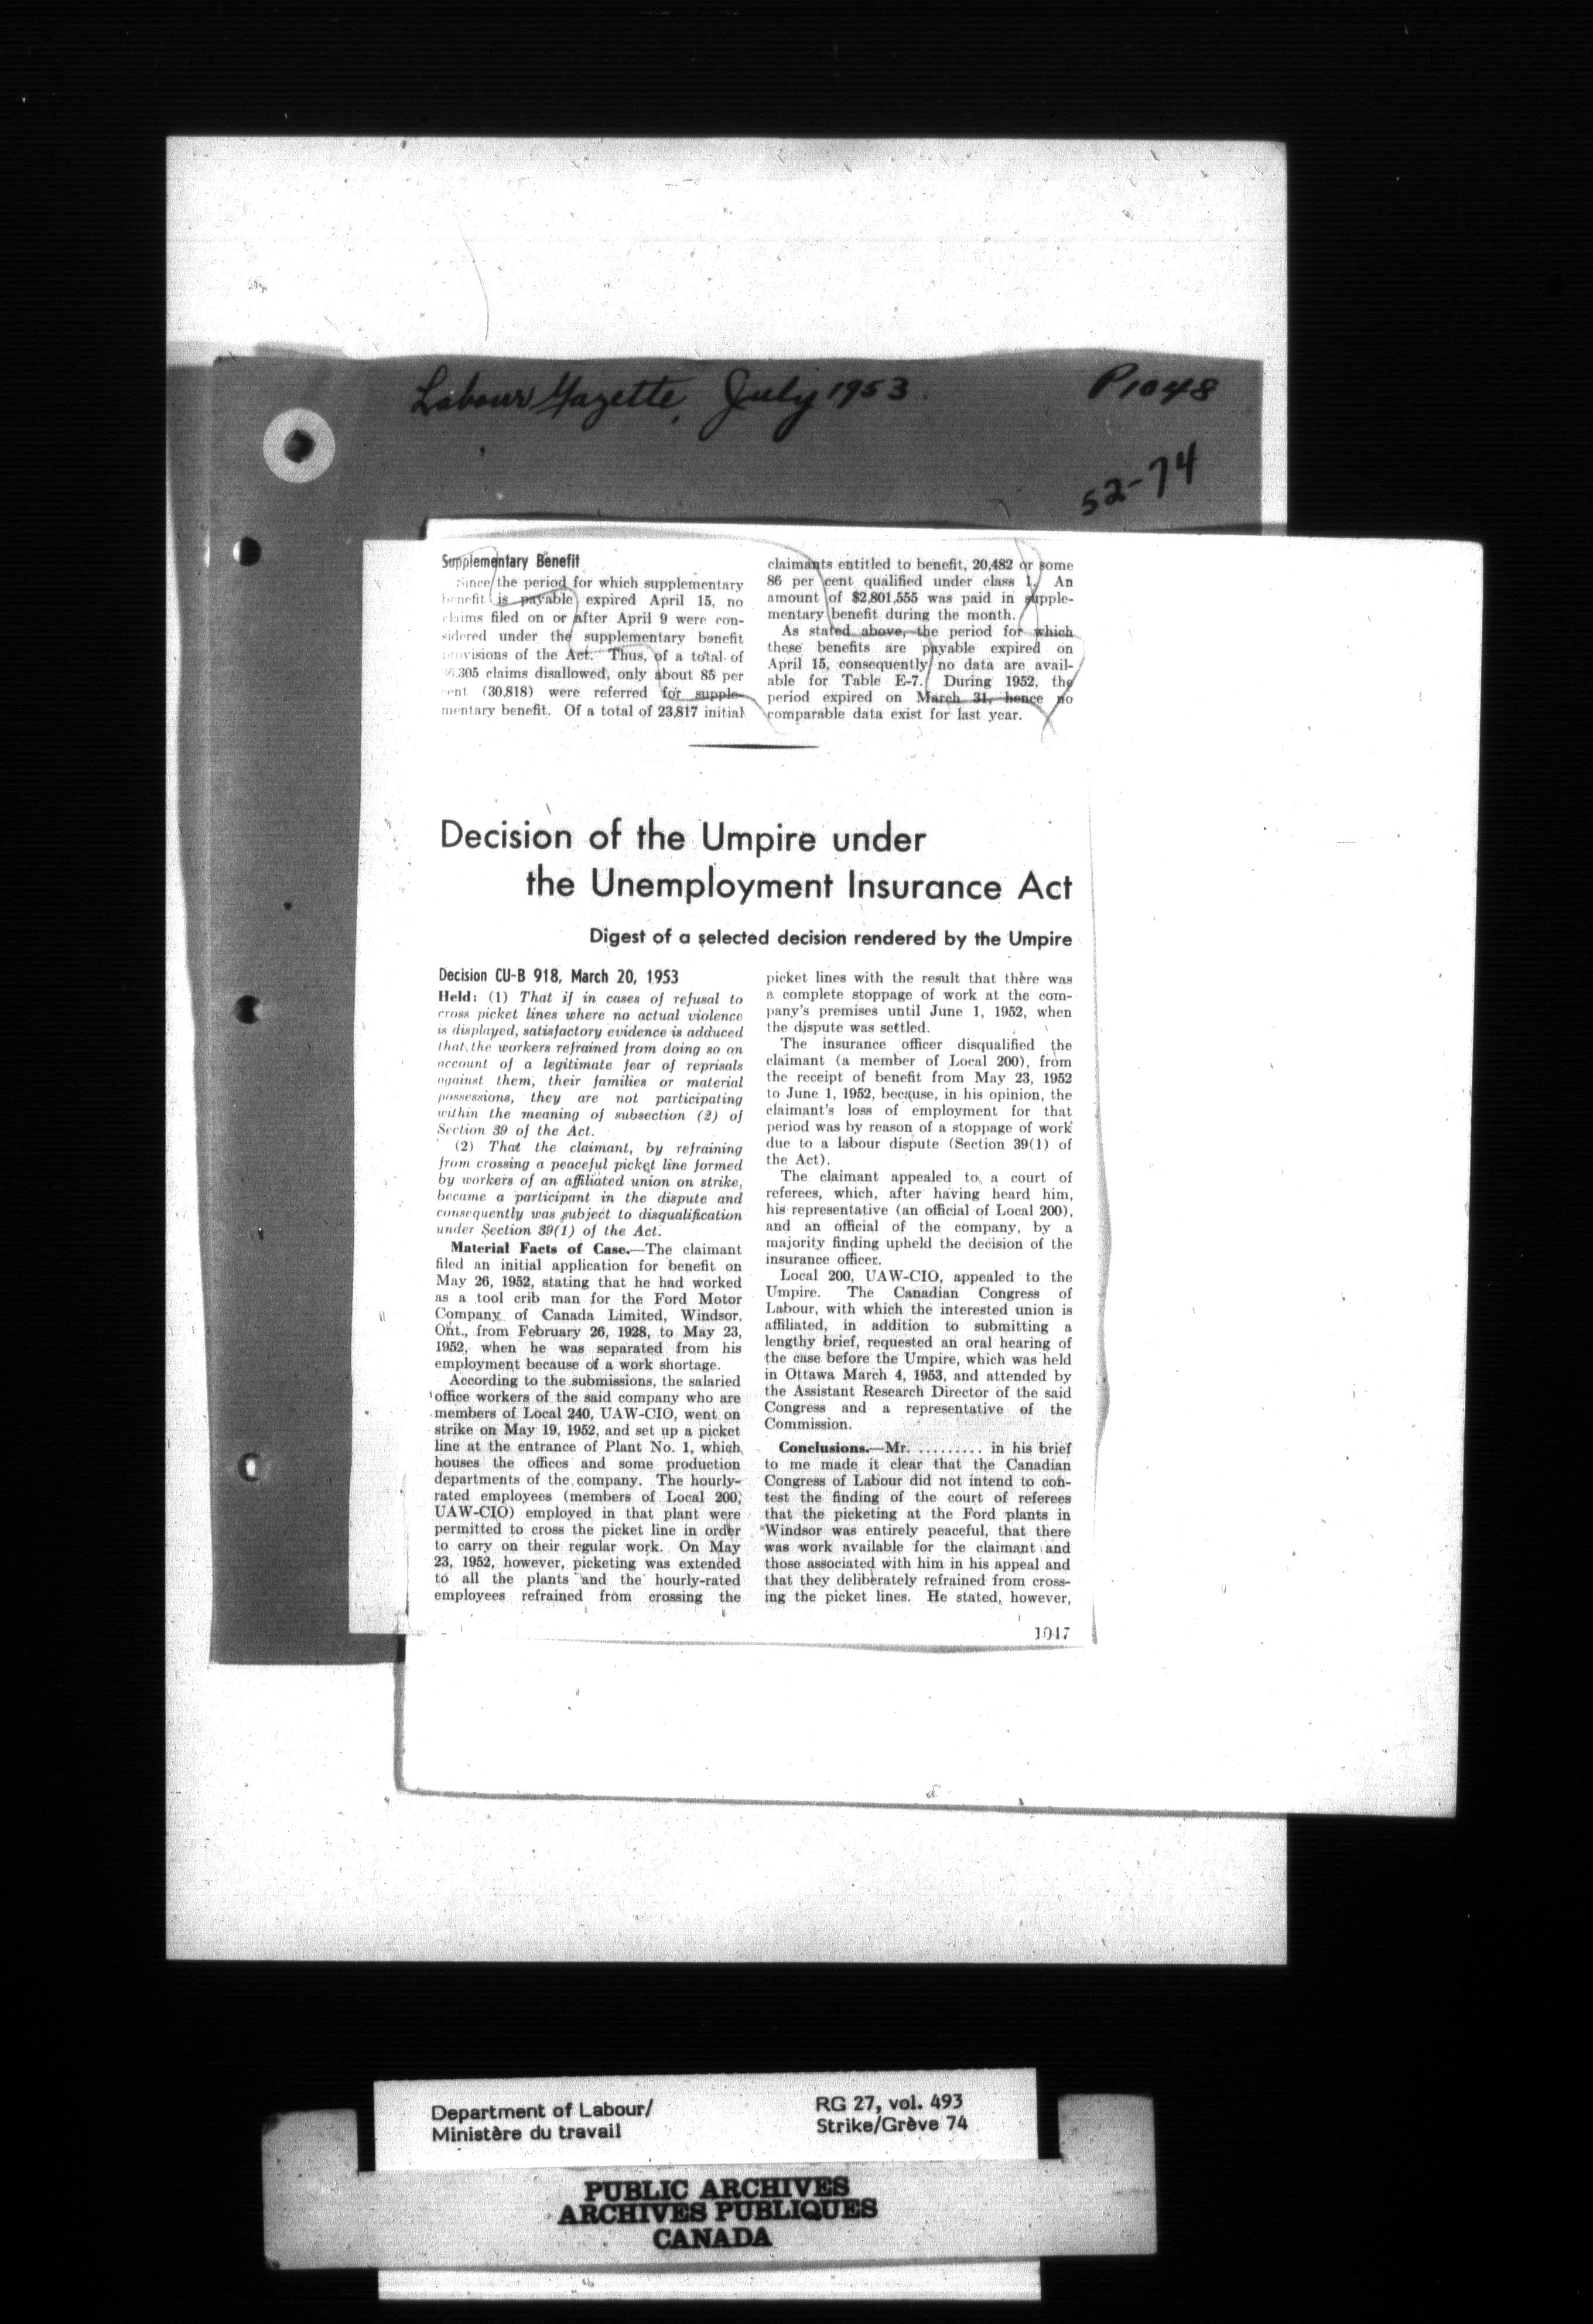 Labour Gazette, July 1953. P1048
52-74
Supplementary Benefit
Since the period for which supplementary
benefit is payable expired April 15, no
claims filed on or after April 9 were con-
sidered under the supplementary benefit
provisions of the Act. Thus, of a total of
6,305 claims disallowed, only about 85 per
cent (30,818) were referred for supple-
mentary benefit. Of a total of 23,817 initial
claimants entitled to benefit, 20,482 or some
86 per cent qualified under class 1. An
amount of $2,801,555 was paid in supple-
mentary benefit during the month.
As stated above, the period for which
these benefits are payable expired on
April 15, consequently no data are avail-
able for Table E-7. During 1952, the
period expired on March 31, hence no
comparable data exist for last year.
Decision of the Umpire under
the Unemployment Insurance Act
Digest of a selected decision rendered by the Umpire
Decision CU-B 918, March 20, 1953
Held: (1) That if in cases of refusal to
cross picket lines where no actual violence
is displayed, satisfactory evidence is adduced
that the workers refrained from doing so on
account of a legitimate fear of reprisals
against them, their families or material
possessions, they are not participating
within the meaning of subsection (2) of
Section 39 of the Act.
(2) That the claimant, by refraining
from crossing a peaceful picket line formed
by workers of an affiliated union on strike,
became a participant in the dispute and
consequently was subject to disqualification
under Section 39(1) of the Act.
Material Facts of Case.—The claimant
filed an initial application for benefit on
May 26, 1952, stating that he had worked
as a tool crib man for the Ford Motor
Company of Canada Limited, Windsor,
Ont., from February 26, 1928, to May 23,
1952, when he was separated from his
employment because of a work shortage.
According to the submissions, the salaried
office workers of the said company who are
members of Local 240, UAW-CIO, went on
strike on May 19, 1952, and set up a picket
line at the entrance of Plant No. 1, which
houses the offices and some production
departments of the company. The hourly-
rated employees (members of Local 200,
UAW-CIO) employed in that plant were
permitted to cross the picket line in order
to carry on their regular work. On May
23, 1952, however, picketing was extended
to all the plants and the hourly-rated
employees refrained from crossing the
picket lines with the result that there was
a complete stoppage of work at the com-
pany's premises until June 1, 1952, when
the dispute was settled.
The insurance officer disqualified the
claimant (a member of Local 200), from
the receipt of benefit from May 23, 1952
to June 1, 1952, because, in his opinion, the
claimant's loss of employment for that
period was by reason of a stoppage of work
due to a labour dispute (Section 39(1) of
the Act).
The claimant appealed to a court of
referees, which, after having heard him,
his representative (an official of Local 200),
and an official of the company, by a
majority finding upheld the decision of the
insurance officer.
Local 200, UAW-CIO, appealed to the
Umpire. The Canadian Congress of
Labour, with which the interested union is
affiliated, in addition to submitting a
lengthy brief, requested an oral hearing of
the case before the Umpire, which was held
in Ottawa March 4, 1953, and attended by
the Assistant Research Director of the said
Congress and a representative of the
Commission.
Conclusions.—Mr. ......... in his brief
to me made it clear that the Canadian
Congress of Labour did not intend to con-
test the finding of the court of referees
that the picketing at the Ford plants in
Windsor was entirely peaceful, that there
was work available for the claimant and
those associated with him in his appeal and
that they deliberately refrained from cross-
ing the picket lines. He stated, however,
1047
Department of Labour/
Ministère du travail
RG 27, vol. 493
Strike/Grève 74
PUBLIC ARCHIVES
ARCHIVES PUBLIQUES
CANADA